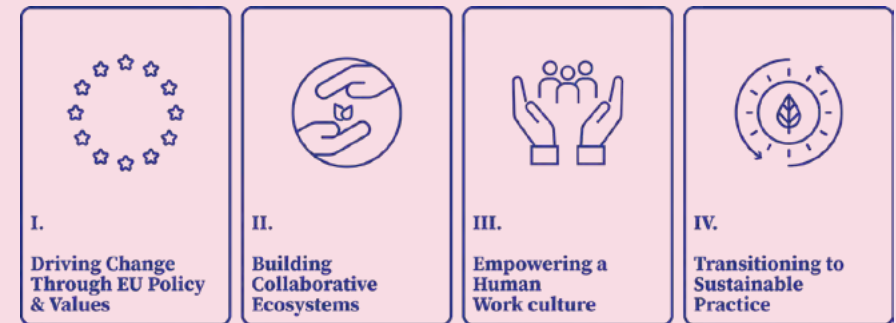 I.
Driving Change
Through EU Policy
& Values
II.
Building
Collaborative
Ecosystems
III.
Empowering a
Human
Work culture
IV.
Transitioning to
Sustainable
Practice